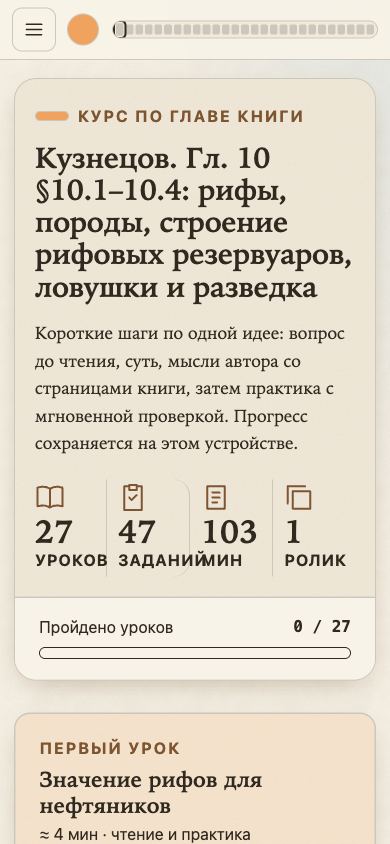 КУРС ПО ГЛАВЕ КНИГИ
Кузнецов. Гл. 10
§10.1–10.4: рифы,
породы, строение
рифовых резервуаров,
ловушки и разведка
Короткие шаги по одной идее: вопрос
до чтения, суть, мысли автора со
страницами книги, затем практика с
мгновенной проверкой. Прогресс
сохраняется на этом устройстве.
27 47 103 1
УРОКОВ ЗАДАНИЙ МИН РОЛИК
Пройдено уроков 0 / 27
ПЕРВЫЙ УРОК
Значение рифов для
нефтяников
≈ 4 мин · чтение и практика